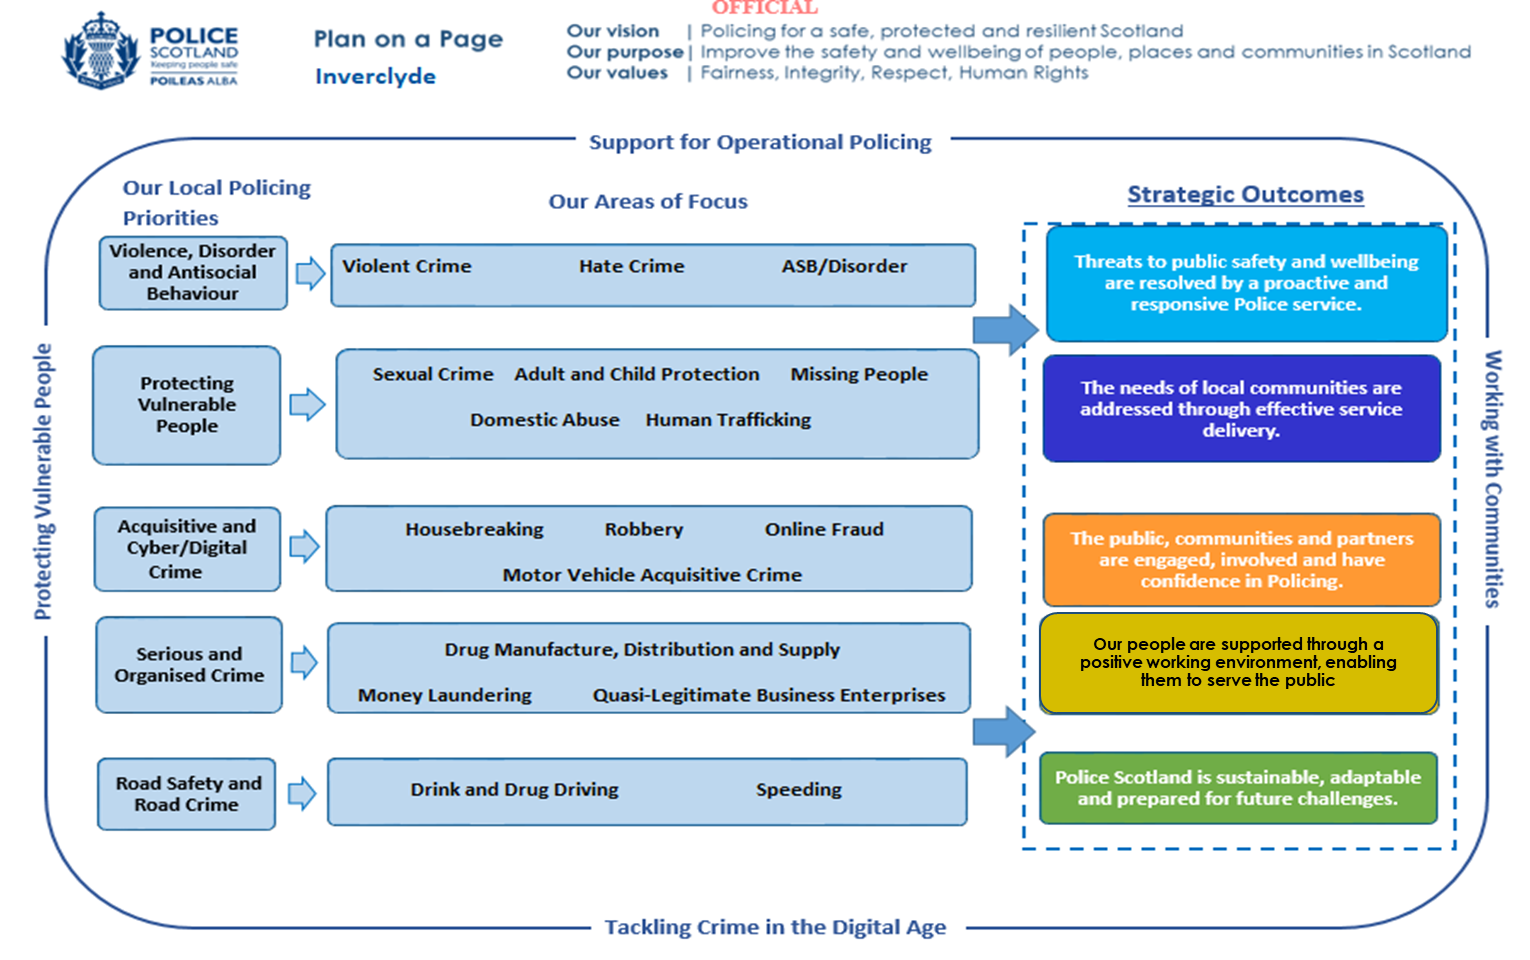 OFFICIAL
POLICE
SCOTLAND
Keeping people safe
POILEAS ALBA
Plan on a Page
Inverclyde
Our vision | Policing for a safe, protected and resilient Scotland
Our purpose | Improve the safety and wellbeing of people, places and communities in Scotland
Our values | Fairness, Integrity, Respect, Human Rights
Support for Operational Policing
Our Local Policing
Priorities
Our Areas of Focus
Strategic Outcomes
Violence, Disorder
and Antisocial
Behaviour
Violent Crime Hate Crime ASB/Disorder
Threats to public safety and wellbeing
are resolved by a proactive and
responsive Police service.
Protecting
Vulnerable
People
Sexual Crime Adult and Child Protection Missing People
Domestic Abuse Human Trafficking
The needs of local communities are
addressed through effective service
delivery.
Acquisitive and
Cyber/Digital
Crime
Housebreaking Robbery Online Fraud
Motor Vehicle Acquisitive Crime
The public, communities and partners
are engaged, involved and have
confidence in Policing.
Serious and
Organised Crime
Drug Manufacture, Distribution and Supply
Money Laundering Quasi-Legitimate Business Enterprises
Our people are supported through a
positive working environment, enabling
them to serve the public
Road Safety and
Road Crime
Drink and Drug Driving Speeding
Police Scotland is sustainable, adaptable
and prepared for future challenges.
Protecting Vulnerable People
Working with Communities
Tackling Crime in the Digital Age